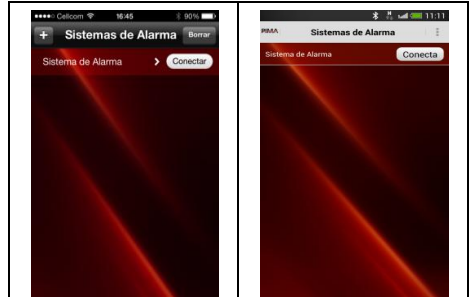 Cellcom 16:45 90%
+ Sistemas de Alarma Borrar
Sistema de Alarma > Conectar
11:11
PIMA Sistemas de Alarma
Sistema de Alarma Conecta